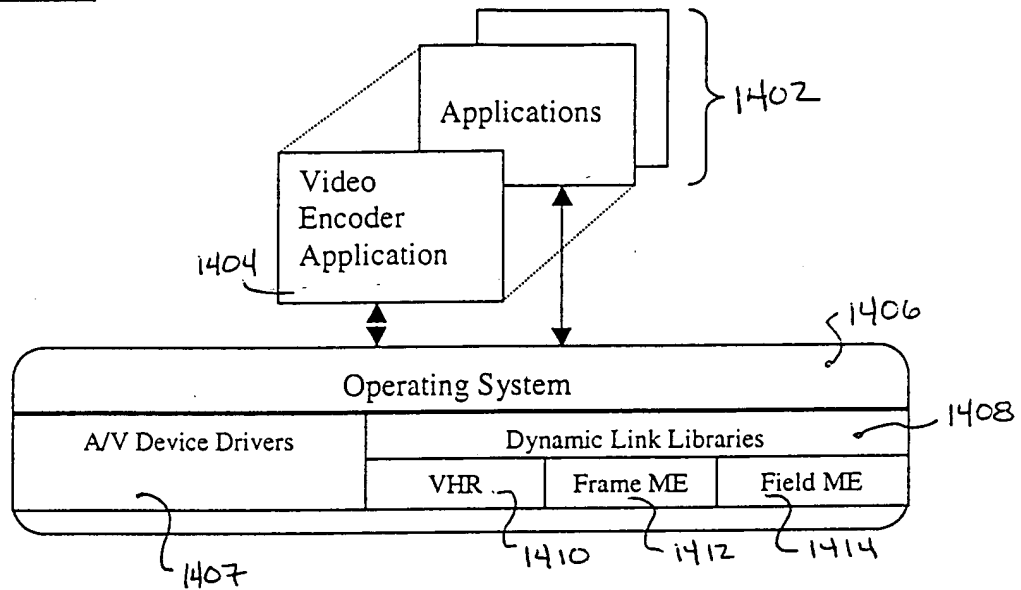 Applications
1402
Video
Encoder
Application
1404
1406
Operating System
A/V Device Drivers
Dynamic Link Libraries
1408
VHR
Frame ME
Field ME
1407
1410
1412
1414